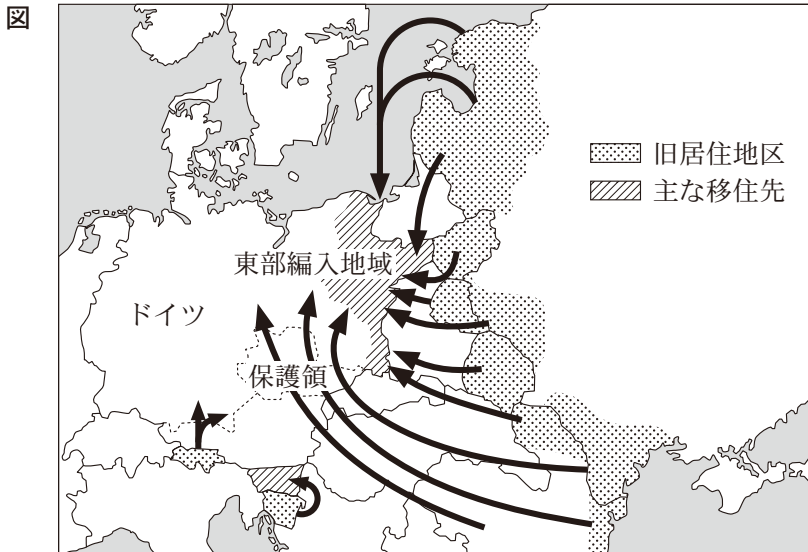 図
旧居住地区
主な移住先
東部編入地域
ドイツ
保護領